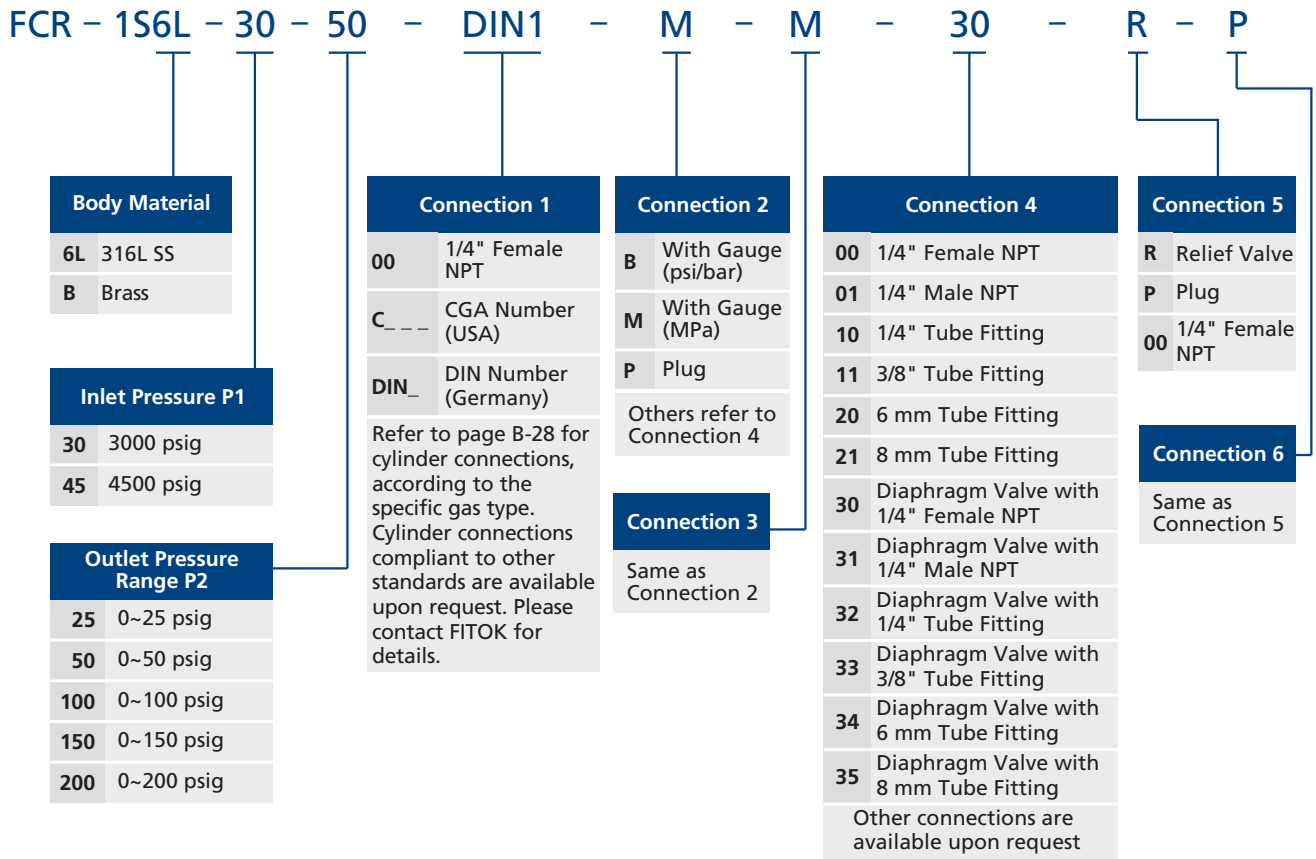 FCR – 1S6L – 30 – 50 – DIN1 – M – M – 30 – R – P
Body Material
6L 316L SS
B Brass
Inlet Pressure P1
30 3000 psig
45 4500 psig
Outlet Pressure
Range P2
25 0~25 psig
50 0~50 psig
100 0~100 psig
150 0~150 psig
200 0~200 psig
Connection 1
00 1/4" Female
NPT
C_ _ _ CGA Number
(USA)
DIN_ DIN Number
(Germany)
Refer to page B-28 for
cylinder connections,
according to the
specific gas type.
Cylinder connections
compliant to other
standards are available
upon request. Please
contact FITOK for
details.
Connection 2
B With Gauge
(psi/bar)
M With Gauge
(MPa)
P Plug
Others refer to
Connection 4
Connection 3
Same as
Connection 2
Connection 4
00 1/4" Female NPT
01 1/4" Male NPT
10 1/4" Tube Fitting
11 3/8" Tube Fitting
20 6 mm Tube Fitting
21 8 mm Tube Fitting
30 Diaphragm Valve with
1/4" Female NPT
31 Diaphragm Valve with
1/4" Male NPT
32 Diaphragm Valve with
1/4" Tube Fitting
33 Diaphragm Valve with
3/8" Tube Fitting
34 Diaphragm Valve with
6 mm Tube Fitting
35 Diaphragm Valve with
8 mm Tube Fitting
Other connections are
available upon request
Connection 5
R Relief Valve
P Plug
00 1/4" Female
NPT
Connection 6
Same as
Connection 5